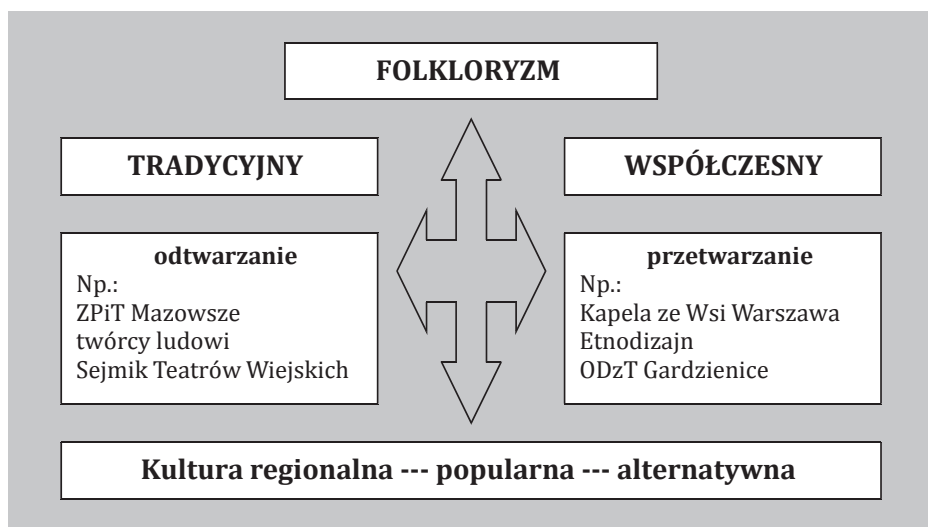 FOLKLORYZM
TRADYCYJNY
WSPÓŁCZESNY
odtwarzanie
Np.:
ZPiT Mazowsze
twórcy ludowi
Sejmik Teatrów Wiejskich
przetwarzanie
Np.:
Kapela ze Wsi Warszawa
Etnodizajn
ODzT Gardzienice
Kultura regionalna --- popularna --- alternatywna